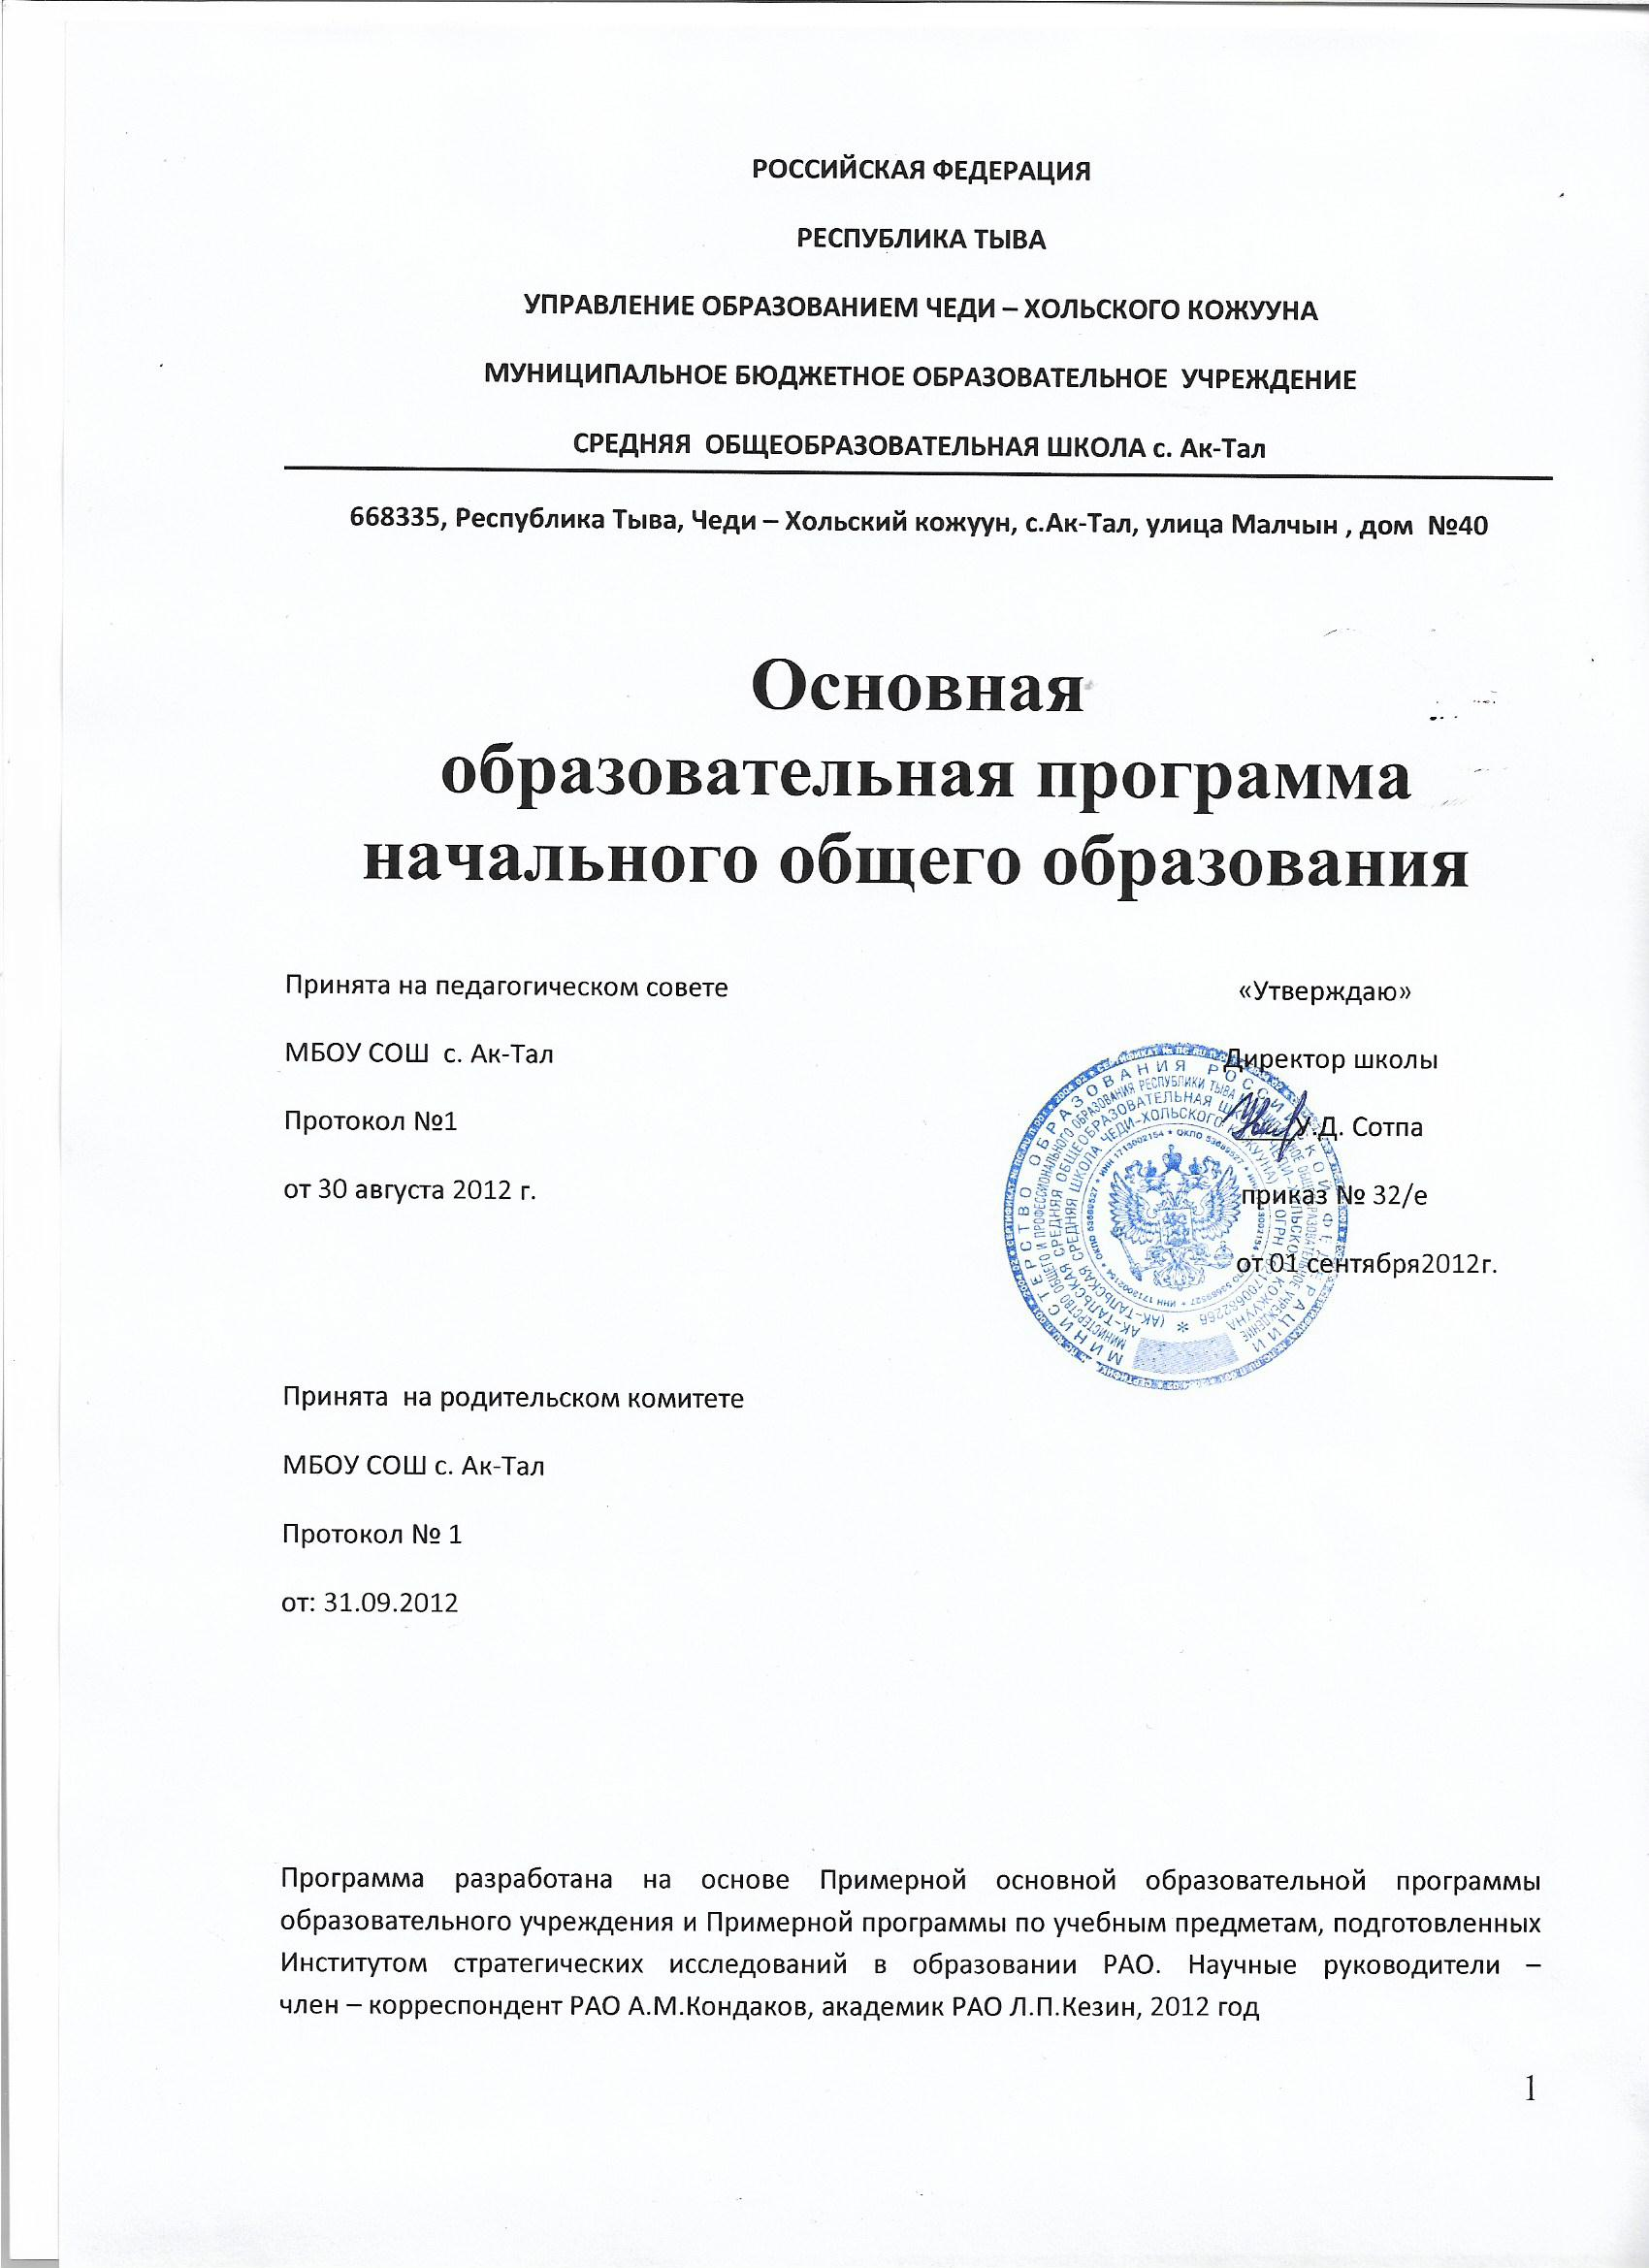 РОССИЙСКАЯ ФЕДЕРАЦИЯ
РЕСПУБЛИКА ТЫВА
УПРАВЛЕНИЕ ОБРАЗОВАНИЕМ ЧЕДИ – ХОЛЬСКОГО КОЖУУНА
МУНИЦИПАЛЬНОЕ БЮДЖЕТНОЕ ОБРАЗОВАТЕЛЬНОЕ УЧРЕЖДЕНИЕ
СРЕДНЯЯ ОБЩЕОБРАЗОВАТЕЛЬНАЯ ШКОЛА с. Ак-Тал
668335, Республика Тыва, Чеди – Хольский кожуун, с.Ак-Тал, улица Малчын , дом №40
Основная
образовательная программа
начального общего образования
Принята на педагогическом совете
МБОУ СОШ с. Ак-Тал
Протокол №1
от 30 августа 2012 г.
«Утверждаю»
Директор школы
У.Д. Сотпа
приказ № 32/е
от 01 сентября2012г.
МИНИСТЕРСТВО ОБРАЗОВАНИЯ РОССИЙСКОЙ ФЕДЕРАЦИИ
Принята на родительском комитете
МБОУ СОШ с. Ак-Тал
Протокол № 1
от: 31.09.2012
Программа разработана на основе Примерной основной образовательной программы
образовательного учреждения и Примерной программы по учебным предметам, подготовленных
Институтом стратегических исследований в образовании РАО. Научные руководители –
член – корреспондент РАО А.М.Кондаков, академик РАО Л.П.Кезин, 2012 год
1